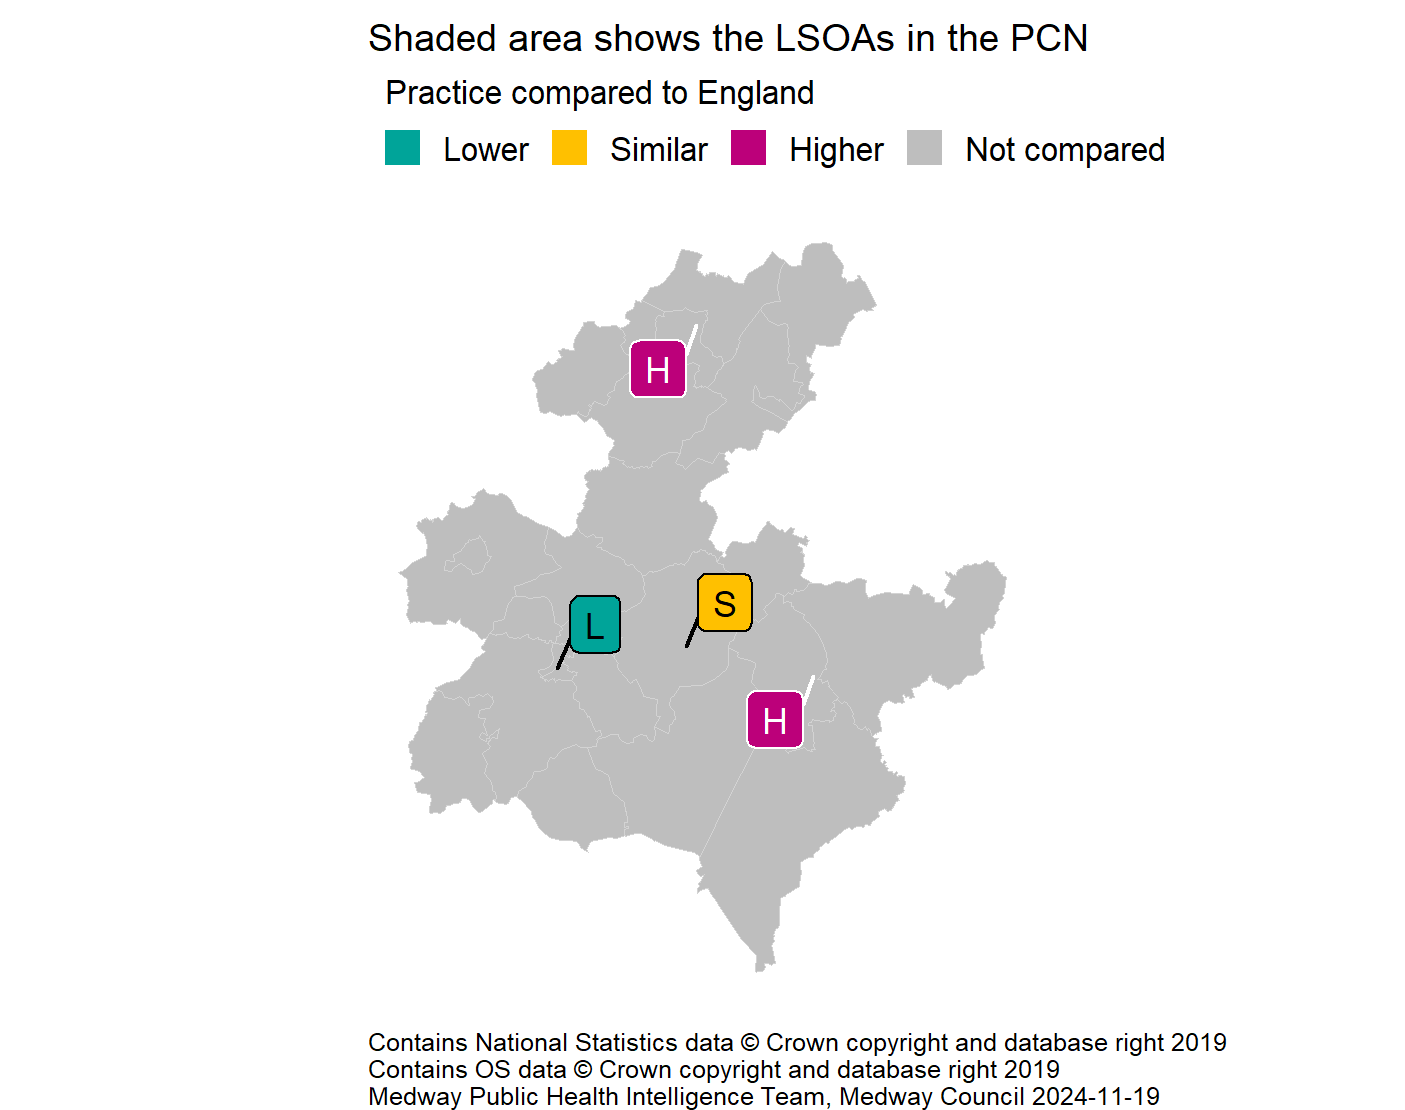 Shaded area shows the LSOAs in the PCN
Practice compared to England
Lower Similar Higher Not compared
H
S
L
H
Contains National Statistics data © Crown copyright and database right 2019
Contains OS data © Crown copyright and database right 2019
Medway Public Health Intelligence Team, Medway Council 2024-11-19